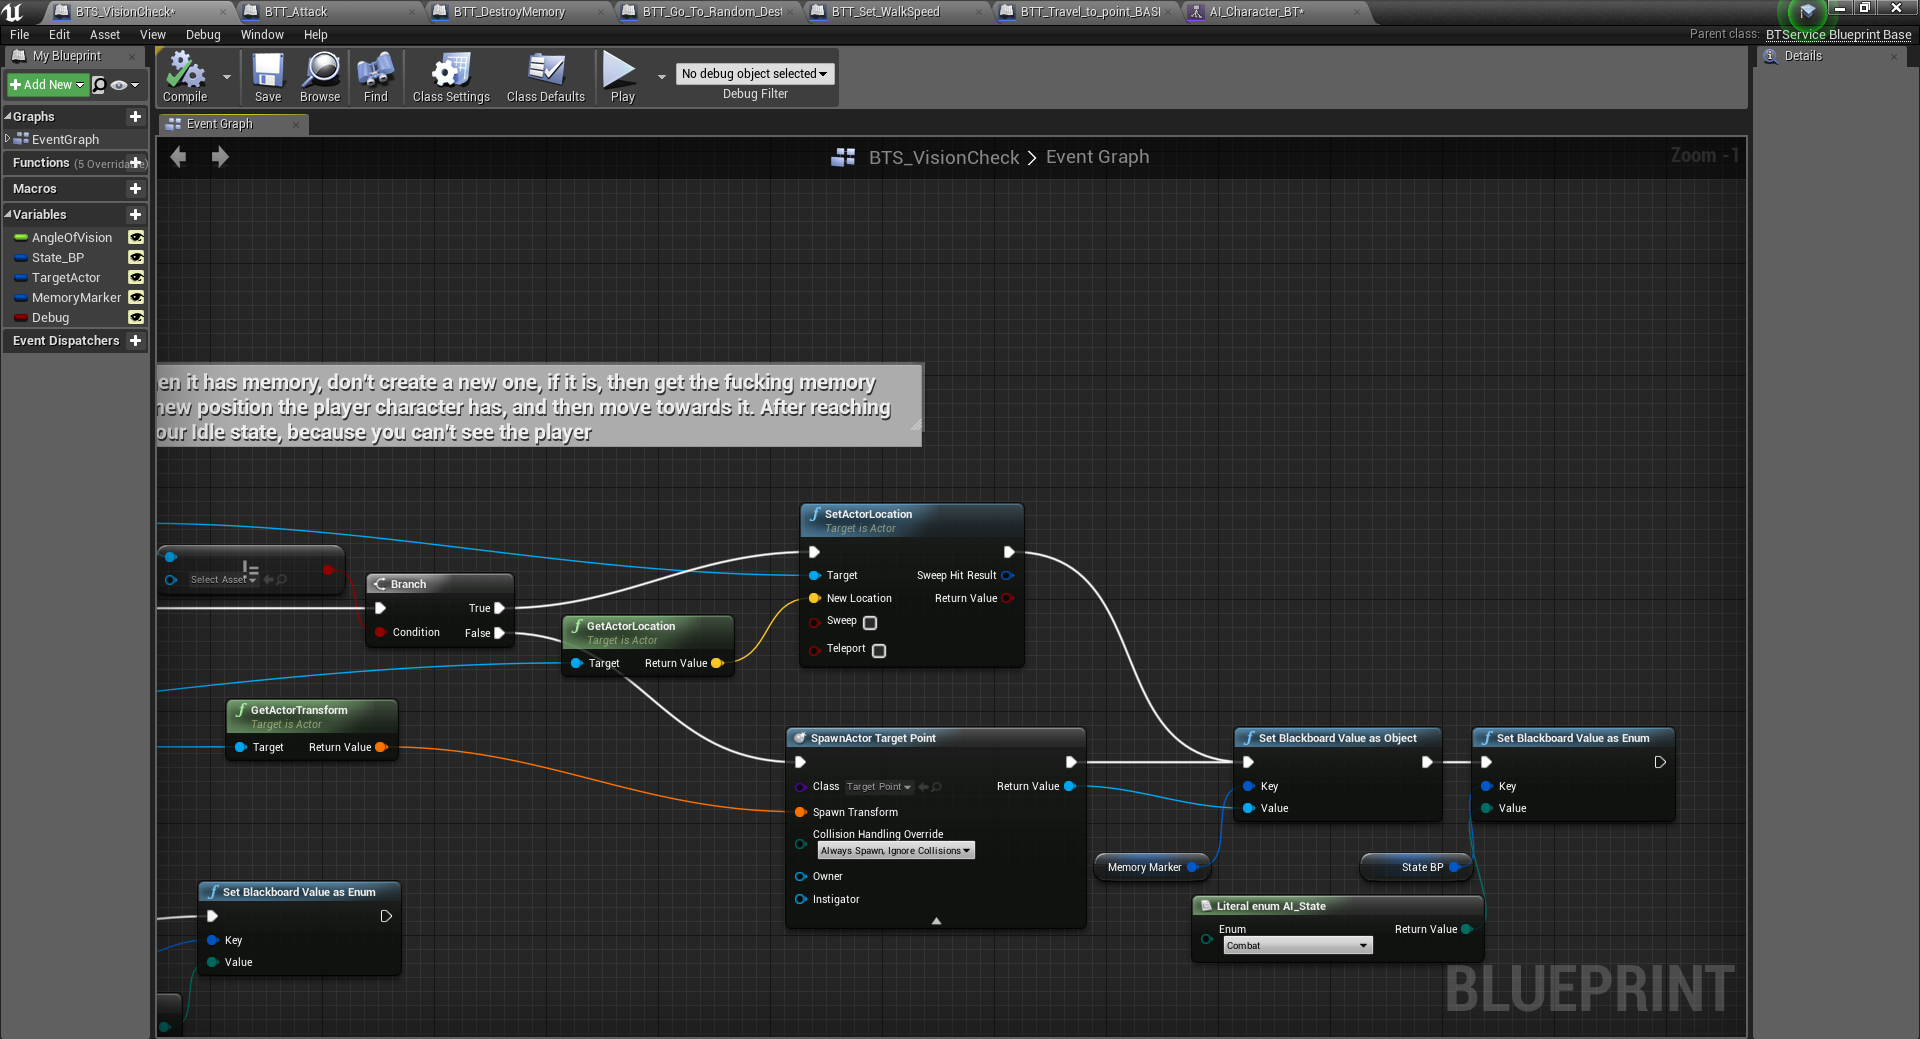 BTS_VisionCheck*
BTT_Attack
BTT_DestroyMemory
BTT_Go_To_Random_Dest
BTT_Set_WalkSpeed
BTT_Travel_to_point_BASI
AI_Character_BT*
File Edit Asset View Debug Window Help
Parent class: BTService Blueprint Base
My Blueprint
Details
Add New
Compile
Save
Browse
Find
Class Settings
Class Defaults
Play
No debug object selected
Debug Filter
Graphs
EventGraph
Functions (5 Overridable)
Macros
Variables
AngleOfVision
State_BP
TargetActor
MemoryMarker
Debug
Event Dispatchers
Event Graph
BTS_VisionCheck > Event Graph
Zoom -1
en it has memory, don't create a new one, if it is, then get the fucking memory
new position the player character has, and then move towards it. After reaching
our Idle state, because you can't see the player
!=
Select Asset
Branch
True
Condition
False
GetActorLocation
Target is Actor
Target
Return Value
SetActorLocation
Target is Actor
Target
Sweep Hit Result
New Location
Return Value
Sweep
Teleport
GetActorTransform
Target is Actor
Target
Return Value
SpawnActor Target Point
Class Target Point
Return Value
Spawn Transform
Collision Handling Override
Always Spawn, Ignore Collisions
Owner
Instigator
Set Blackboard Value as Object
Key
Value
Set Blackboard Value as Enum
Key
Value
Memory Marker
State BP
Literal enum AI_State
Enum
Combat
Return Value
Set Blackboard Value as Enum
Key
Value
BLUEPRINT